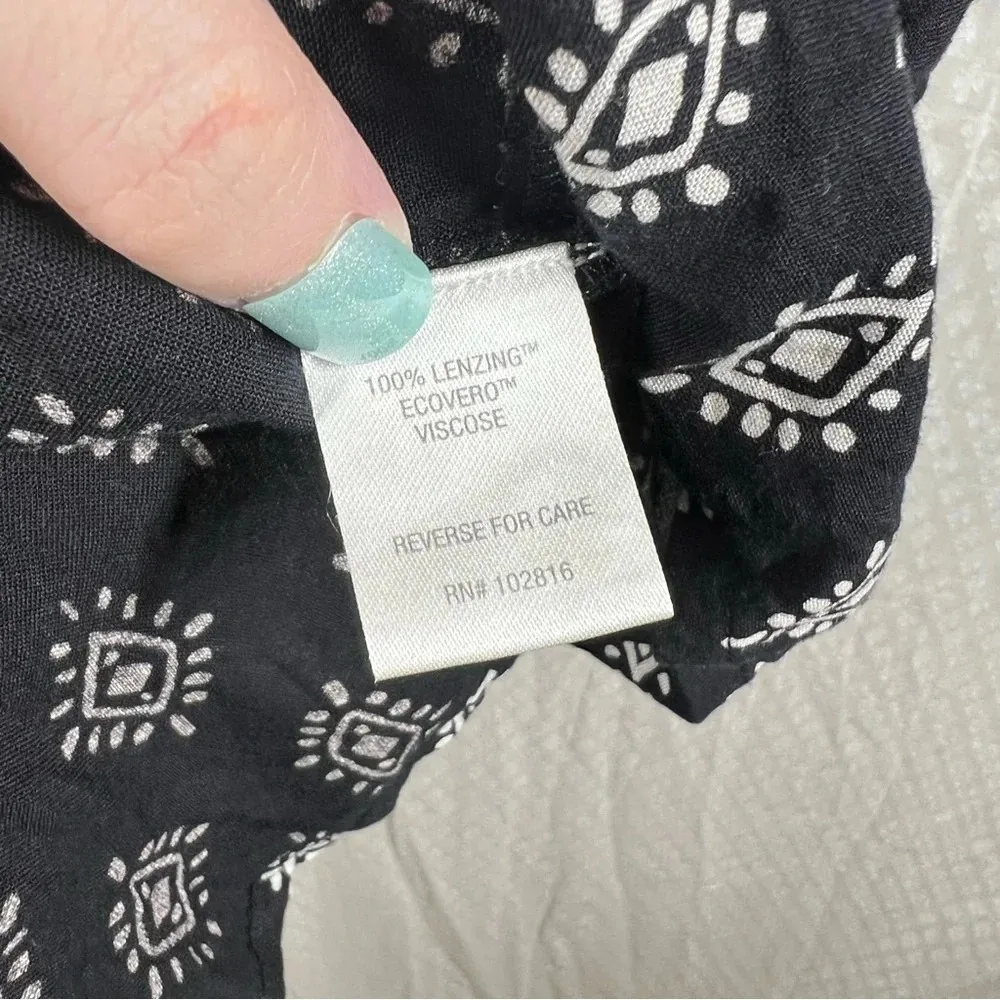 100% LENZING™
ECOVERO™
VISCOSE
REVERSE FOR CARE
RN# 102816